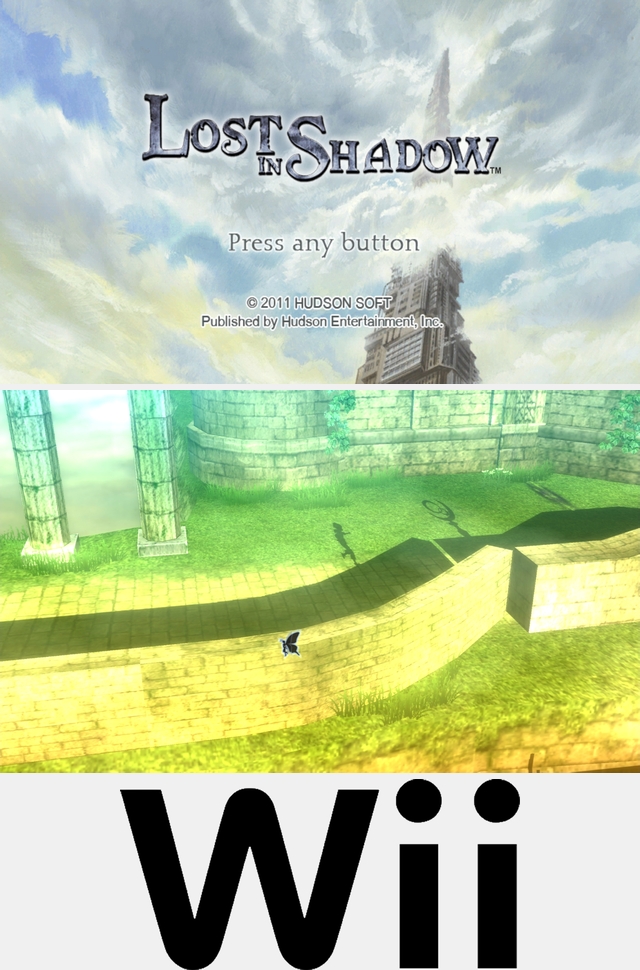 LOST IN SHADOW™
Press any button
© 2011 HUDSON SOFT
Published by Hudson Entertainment, Inc.
Wii